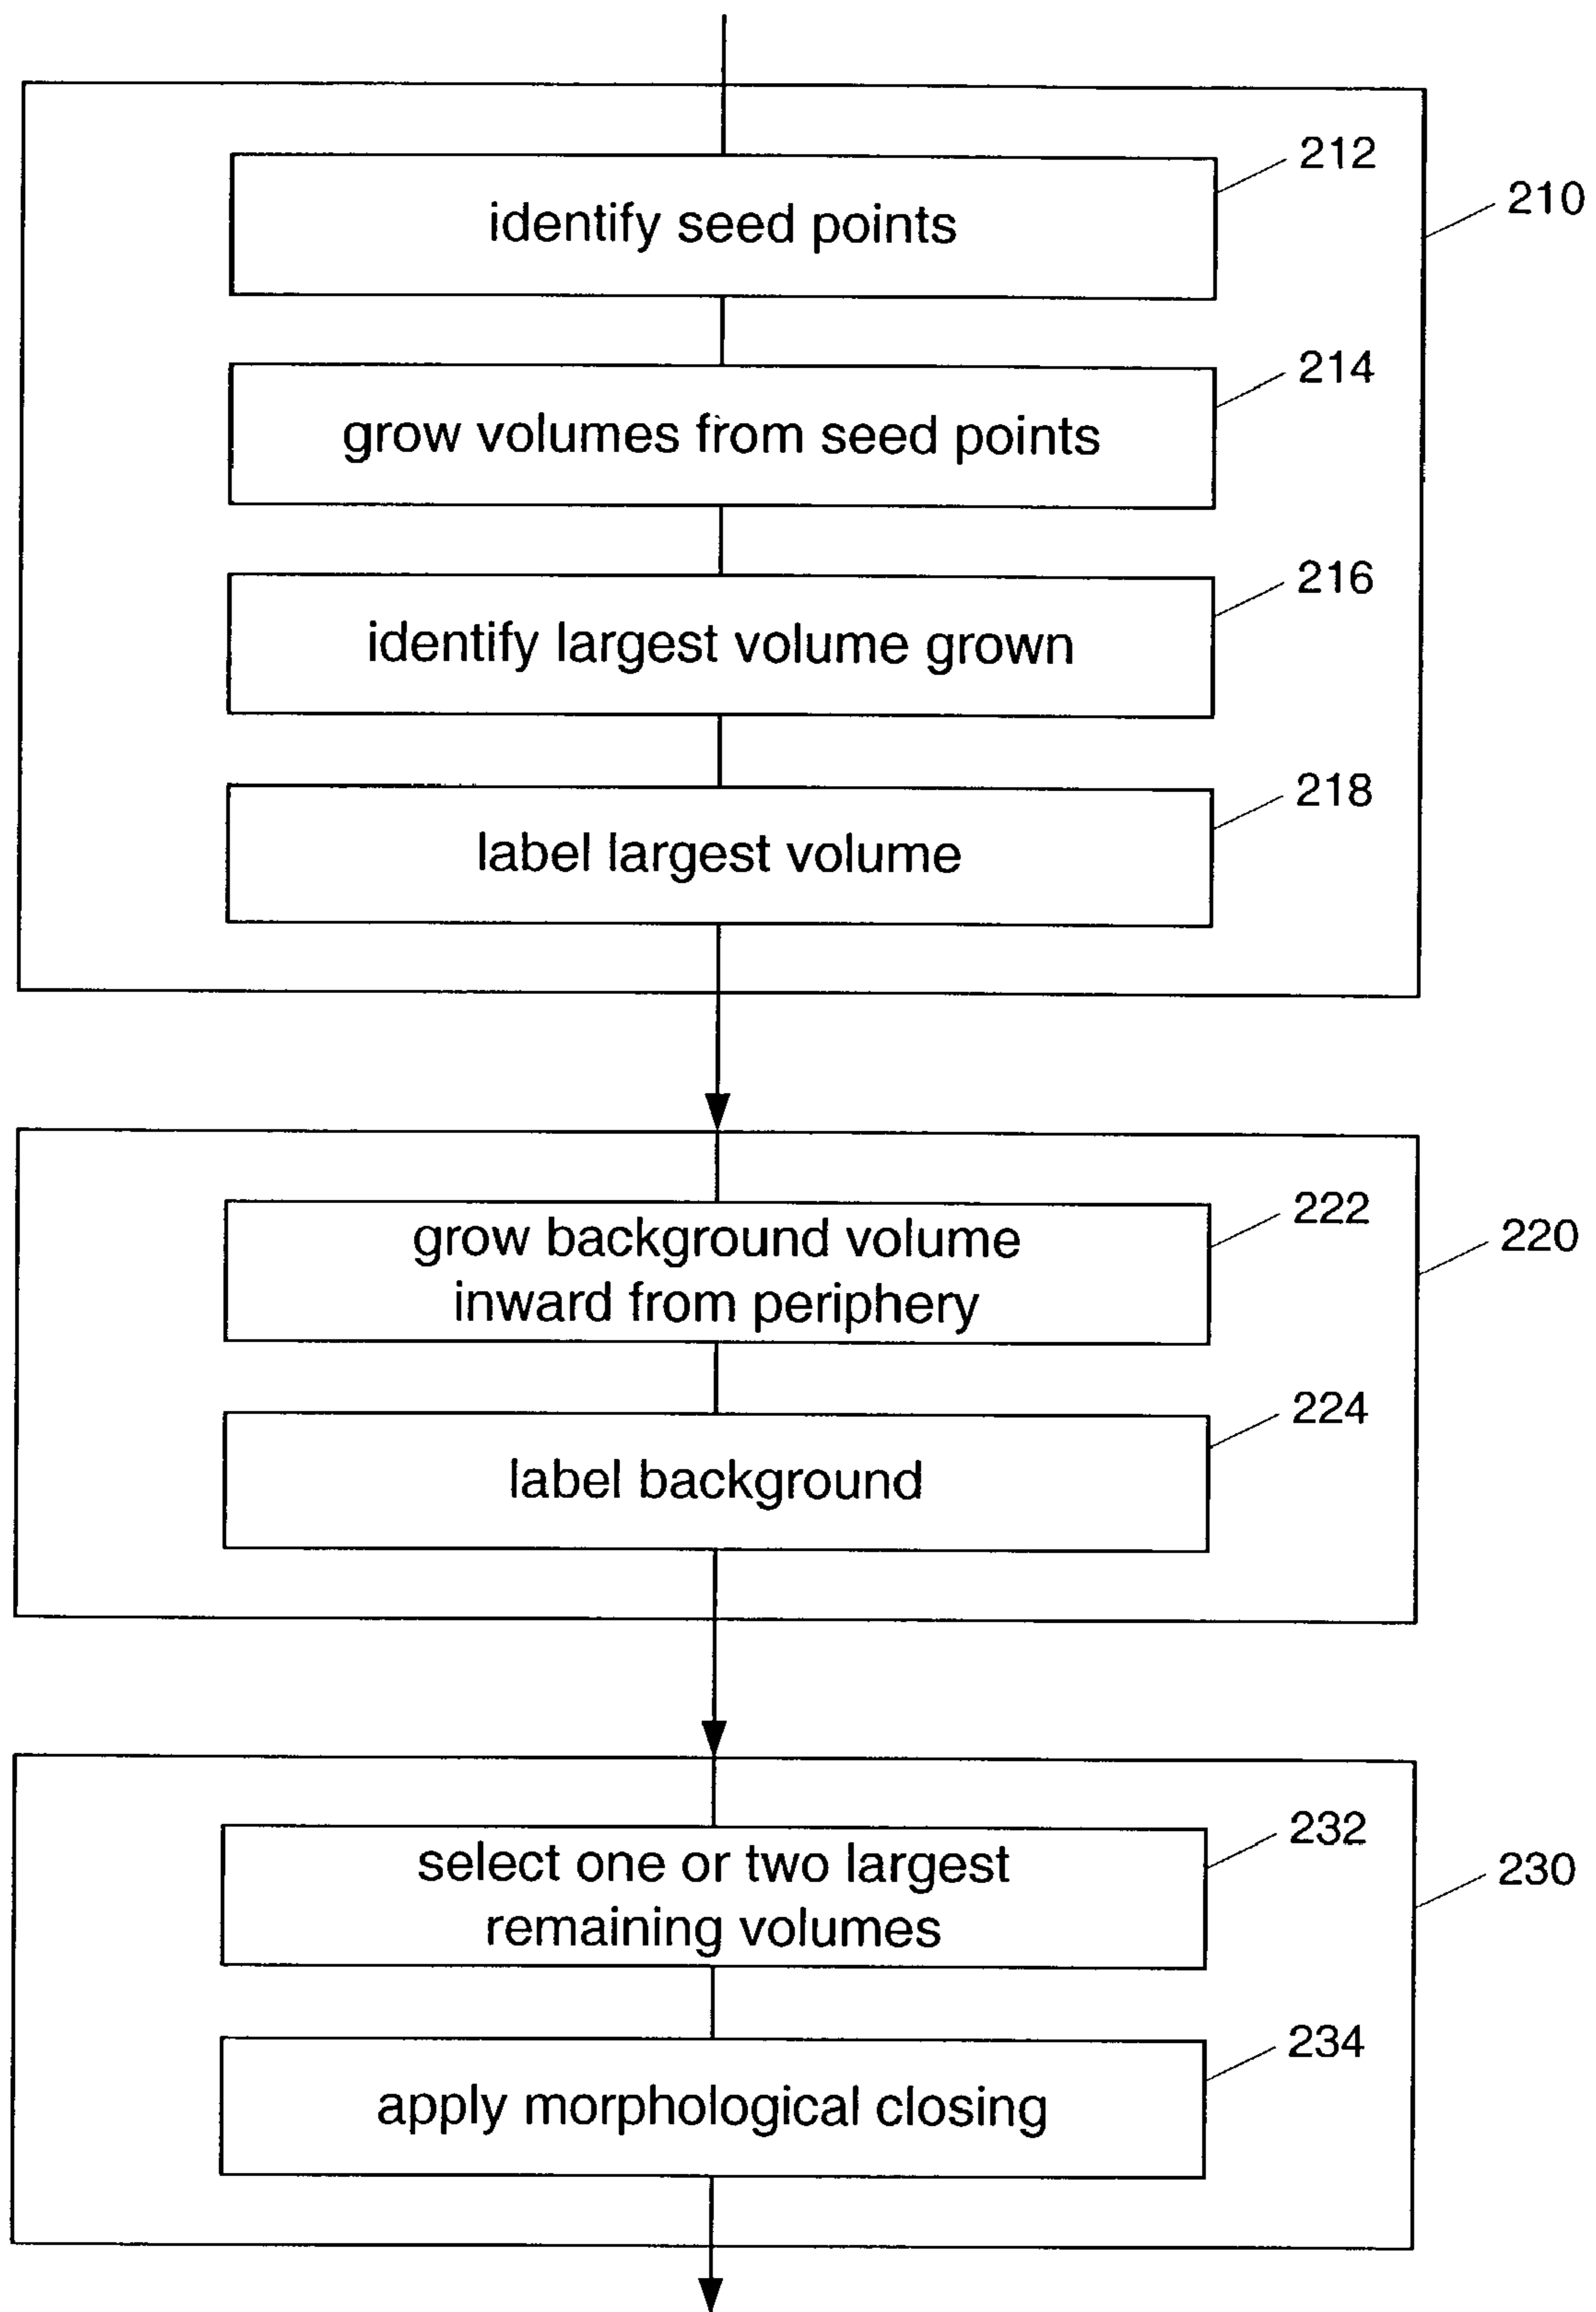 212
210
identify seed points
214
grow volumes from seed points
216
identify largest volume grown
218
label largest volume
222
220
grow background volume
inward from periphery
224
label background
232
230
select one or two largest
remaining volumes
234
apply morphological closing